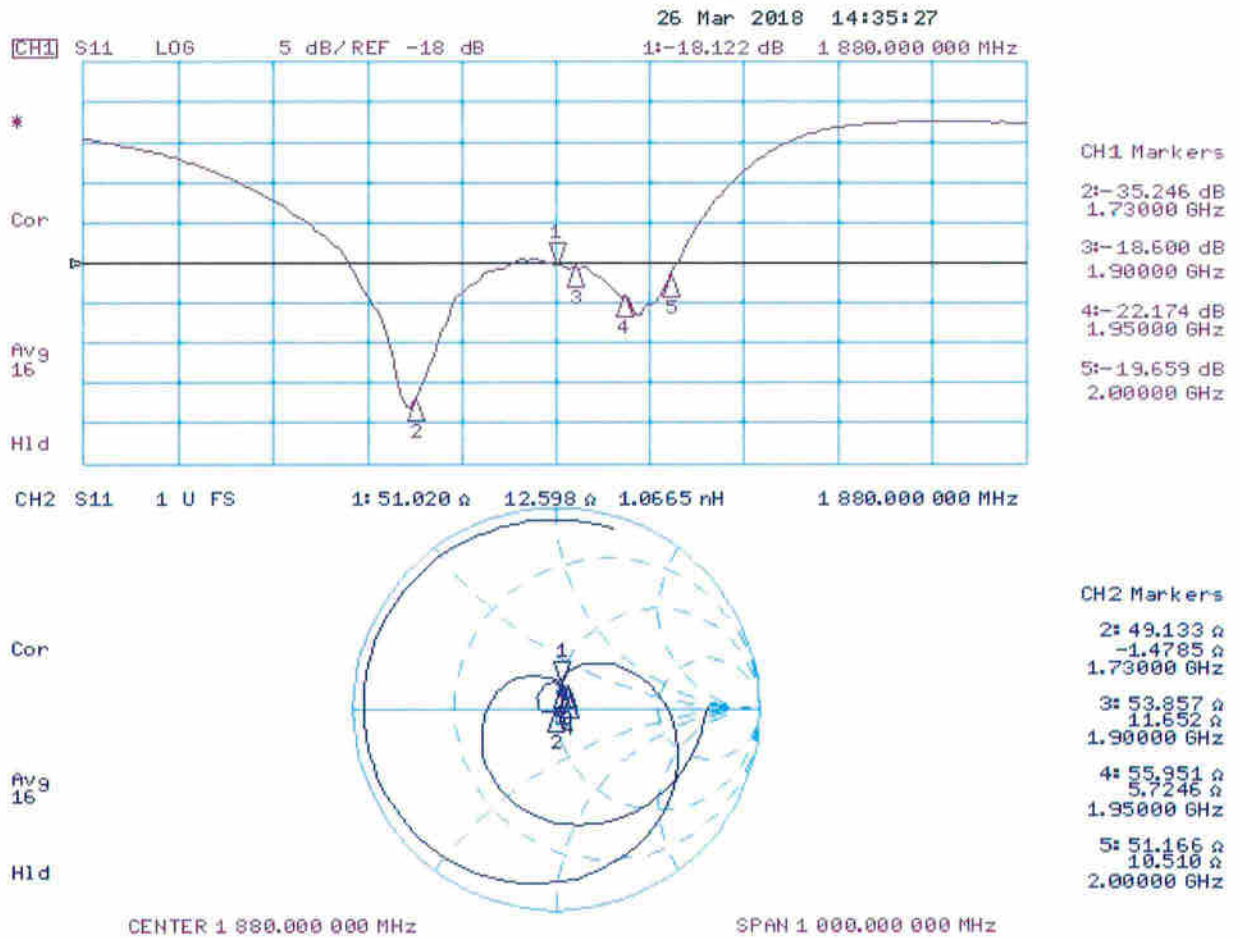 26 Mar 2018 14:35:27
CH1 S11 LOG 5 dB/REF -18 dB 1:-18.122 dB 1 880.000 000 MHz
*
CH1 Markers
2:-35.246 dB
1.73000 GHz
Cor
1
3:-18.600 dB
1.90000 GHz
3
4
5
4:-22.174 dB
1.95000 GHz
Avg
16
5:-19.659 dB
2.00000 GHz
2
Hld
CH2 S11 1 U FS 1: 51.020 Ω 12.598 Ω 1.0665 nH 1 880.000 000 MHz
CH2 Markers
2: 49.133 Ω
-1.4785 Ω
1.73000 GHz
Cor
1
3: 53.857 Ω
11.652 Ω
1.90000 GHz
2
4
4: 55.951 Ω
5.7246 Ω
1.95000 GHz
Avg
16
5: 51.166 Ω
10.510 Ω
2.00000 GHz
Hld
CENTER 1 880.000 000 MHz SPAN 1 000.000 000 MHz